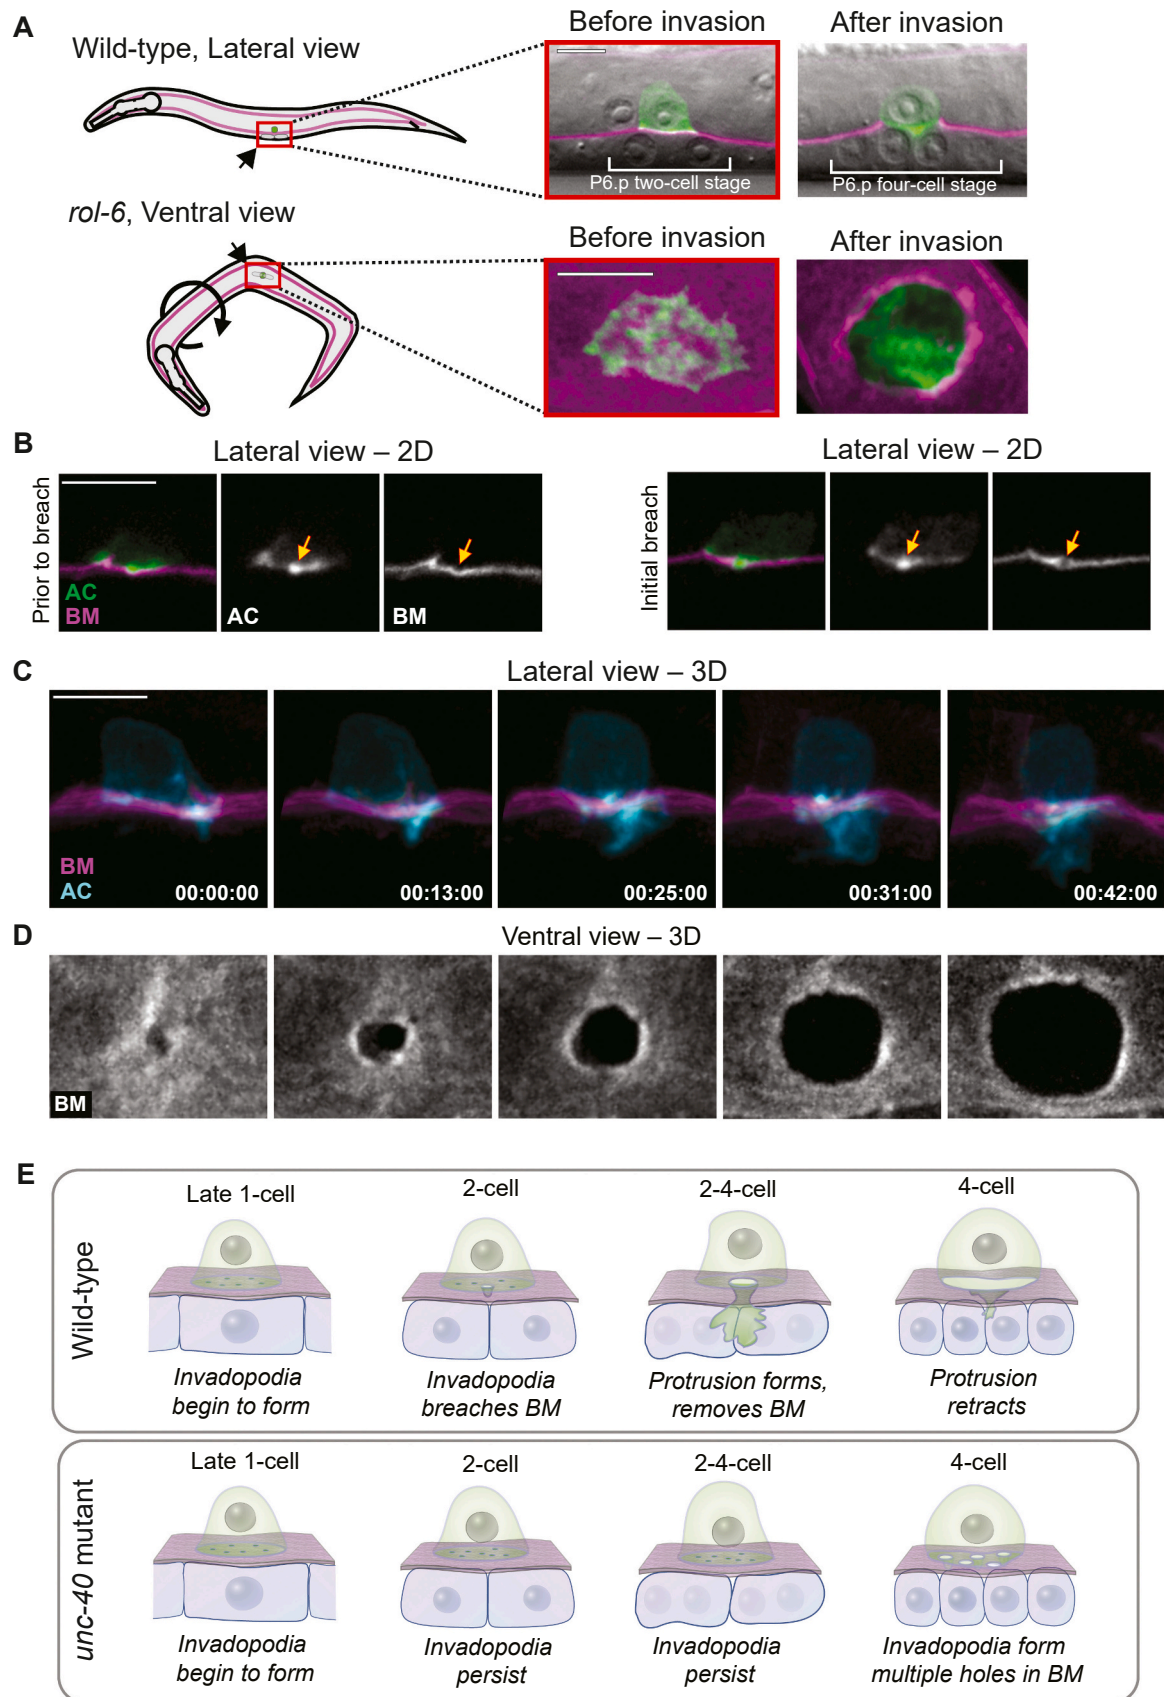 A
Wild-type, Lateral view
Before invasion
After invasion
P6.p two-cell stage
P6.p four-cell stage
rol-6, Ventral view
Before invasion
After invasion
B
Lateral view – 2D
Lateral view – 2D
Prior to breach
AC
BM
AC
BM
Initial breach
C
Lateral view – 3D
BM
AC
00:00:00
00:13:00
00:25:00
00:31:00
00:42:00
D
Ventral view – 3D
BM
E
Wild-type
Late 1-cell
2-cell
2-4-cell
4-cell
Invadopodia
begin to form
Invadopodia
breaches BM
Protrusion forms,
removes BM
Protrusion
retracts
unc-40 mutant
Late 1-cell
2-cell
2-4-cell
4-cell
Invadopodia
begin to form
Invadopodia
persist
Invadopodia
persist
Invadopodia form
multiple holes in BM